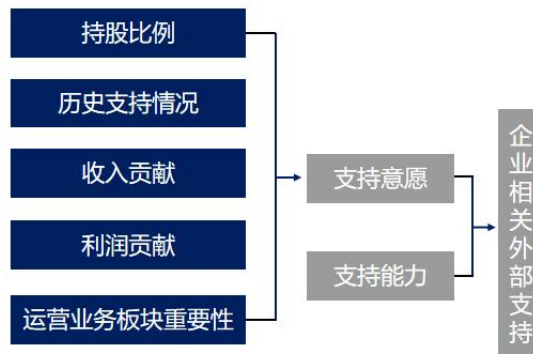 持股比例
历史支持情况
收入贡献
利润贡献
运营业务板块重要性
支持意愿
支持能力
企业相关外部支持